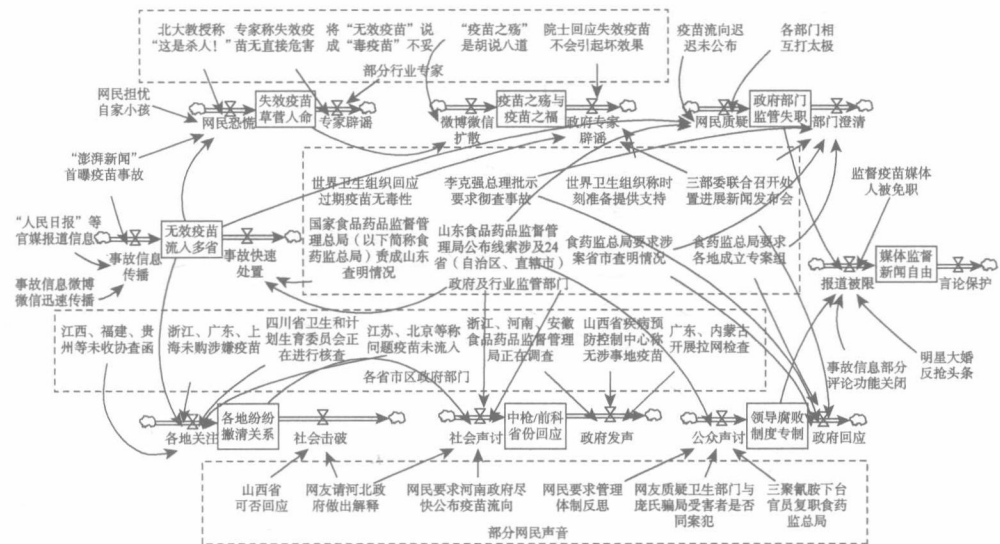 北大教授称
“这是杀人！”
专家称失效疫
苗无直接危害
将“无效疫苗”说
成“毒疫苗”不妥
“疫苗之殇”
是胡说八道
院士回应失效疫苗
不会引起坏效果
疫苗流向迟
迟未公布
各部门相
互打太极
部分行业专家
网民担忧
自家小孩
失效疫苗
草菅人命
网民恐慌
专家辟谣
疫苗之殇与
疫苗之福
微博微信
扩散
政府专家
辟谣
政府部门
监管失职
网民质疑
部门澄清
“澎湃新闻”
首曝疫苗事故
世界卫生组织回应
过期疫苗无毒性
李克强总理批示
要求彻查事故
世界卫生组织称时
刻准备提供支持
三部委联合召开处
置进展新闻发布会
监督疫苗媒体
人被免职
“人民日报”等
官媒报道信息
无效疫苗
流入多省
事故信息
传播
事故快速
处置
国家食品药品监督管
理总局（以下简称食
药监总局）责成山东
查明情况
山东食品药品监督管
理局公布线索涉及24
省（自治区、直辖市）
食药监总局要求涉
案省市查明情况
食药监总局要求
各地成立专案组
政府及行业监管部门
媒体监督
新闻自由
报道被限
言论保护
事故信息微博
微信迅速传播
江西、福建、贵
州等未收协查函
浙江、广东、上
海未购涉嫌疫苗
四川省卫生和计
划生育委员会正
在进行核查
江苏、北京等称
问题疫苗未流入
浙江、河南、安徽
食品药品监督管理
局正在调查
山西省疾病预
防控制中心称
无涉事地疫苗
广东、内蒙古
开展拉网检查
各省市区政府部门
事故信息部分
评论功能关闭
明星大婚
反抢头条
各地纷纷
撇清关系
各地关注
社会击破
中枪/前科
省份回应
社会声讨
政府发声
领导腐败
制度专制
公众声讨
政府回应
山西省
可否回应
网友请河北政
府做出解释
网民要求河南政府尽
快公布疫苗流向
网民要求管理
体制反思
网友质疑卫生部门与
庞氏骗局受害者是否
同案犯
三聚氰胺下台
官员复职食药
监总局
部分网民声音